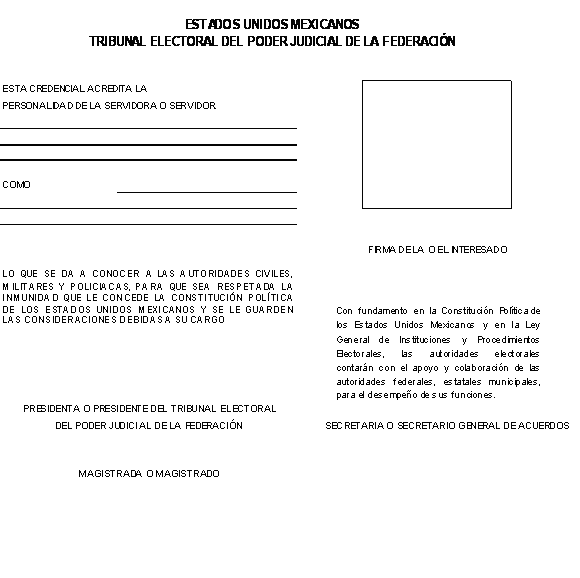 ESTADOS UNIDOS MEXICANOS
TRIBUNAL ELECTORAL DEL PODER JUDICIAL DE LA FEDERACIÓN
ESTA CREDENCIAL ACREDITA LA
PERSONALIDAD DE LA SERVIDORA O SERVIDOR
COMO
LO QUE SE DA A CONOCER A LAS AUTORIDADES CIVILES,
MILITARES Y POLICIACAS, PARA QUE SEA RESPETADA LA
INMUNIDAD QUE LE CONCEDE LA CONSTITUCIÓN POLÍTICA
DE LOS ESTADOS UNIDOS MEXICANOS Y SE LE GUARDEN
LAS CONSIDERACIONES DEBIDAS A SU CARGO
PRESIDENTA O PRESIDENTE DEL TRIBUNAL ELECTORAL
DEL PODER JUDICIAL DE LA FEDERACIÓN
MAGISTRADA O MAGISTRADO
FIRMA DE LA O EL INTERESADO
Con fundamento en la Constitución Política de
los Estados Unidos Mexicanos y en la Ley
General de Instituciones y Procedimientos
Electorales, las autoridades electorales
contarán con el apoyo y colaboración de las
autoridades federales, estatales municipales,
para el desempeño de sus funciones.
SECRETARIA O SECRETARIO GENERAL DE ACUERDOS